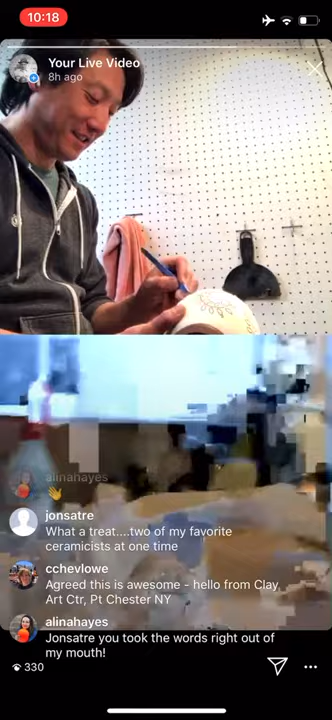 10:18
Your Live Video
8h ago
alinahayes
👋
jonsatre
What a treat....two of my favorite
ceramicists at one time
cchevlowe
Agreed this is awesome - hello from Clay
Art Ctr, Pt Chester NY
alinahayes
Jonsatre you took the words right out of
my mouth!
330